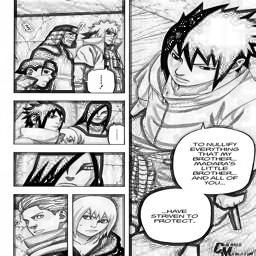 TO NULLIFY
EVERYTHING
THAT MY
BROTHER...
MADARA'S
LITTLE
BROTHER...
AND ALL OF
YOU...
...HAVE
STRIVEN TO
PROTECT.